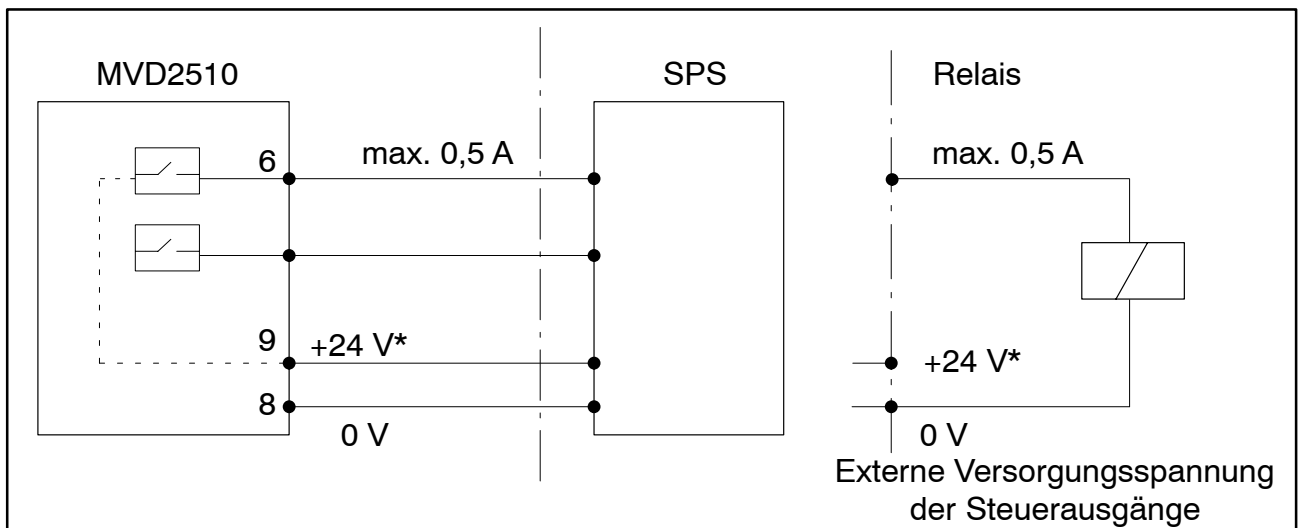 MVD2510
SPS
Relais
6
max. 0,5 A
max. 0,5 A
9
+24 V*
+24 V*
8
0 V
0 V
Externe Versorgungsspannung
der Steuerausgänge